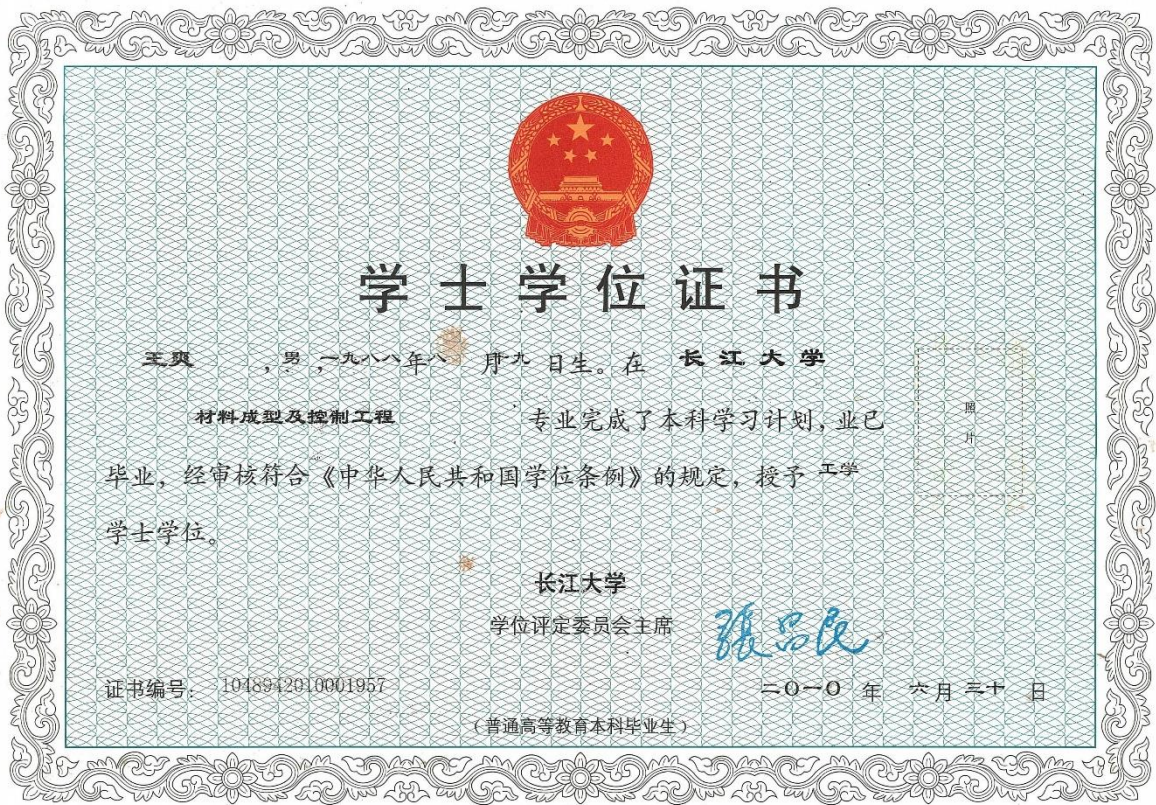 学士学位证书
王爽 ，男，一九八八年八 月廿九 日生。在 长江大学
材料成型及控制工程 专业完成了本科学习计划，业已
毕业，经审核符合《中华人民共和国学位条例》的规定，授予 工学
学士学位。
照
片
长江大学
学位评定委员会主席 張昌民
证书编号： 1048942010001957
二〇一〇 年 六月 三十 日
（普通高等教育本科毕业生）